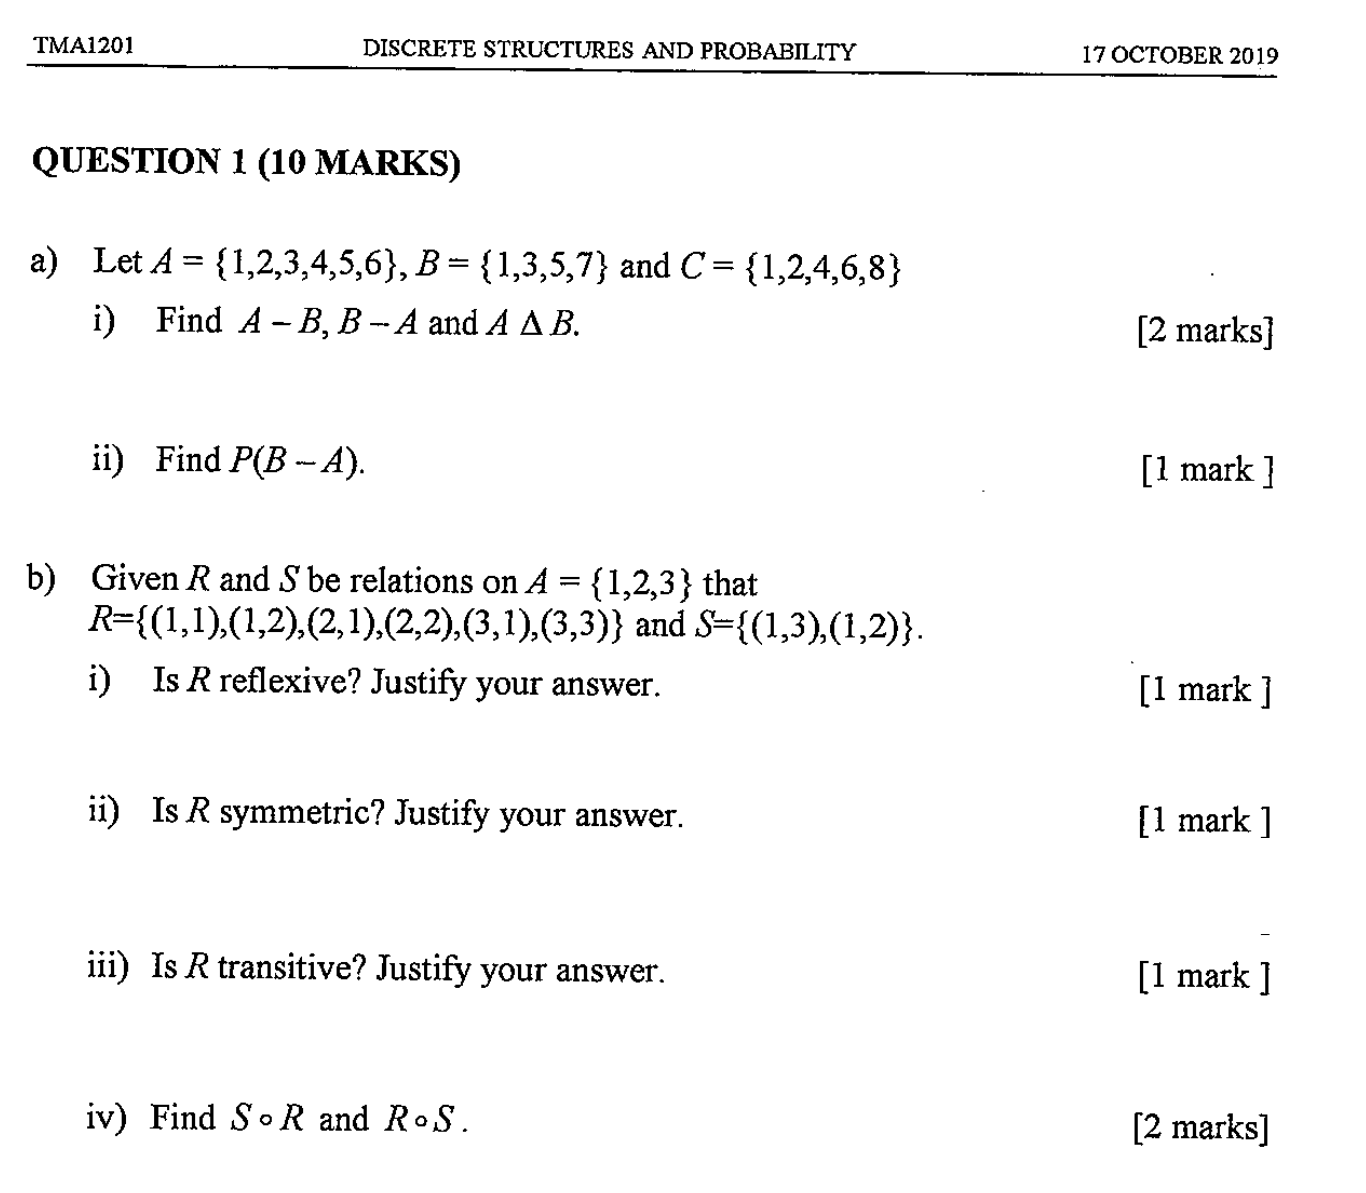 TMA1201 DISCRETE STRUCTURES AND PROBABILITY 17 OCTOBER 2019
QUESTION 1 (10 MARKS)
a) Let A = {1,2,3,4,5,6}, B = {1,3,5,7} and C = {1,2,4,6,8}
i) Find A – B, B – A and A Δ B. [2 marks]
ii) Find P(B – A). [1 mark ]
b) Given R and S be relations on A = {1,2,3} that
R={(1,1),(1,2),(2,1),(2,2),(3,1),(3,3)} and S={(1,3),(1,2)}.
i) Is R reflexive? Justify your answer. [1 mark ]
ii) Is R symmetric? Justify your answer. [1 mark ]
iii) Is R transitive? Justify your answer. [1 mark ]
iv) Find S ∘ R and R ∘ S. [2 marks]